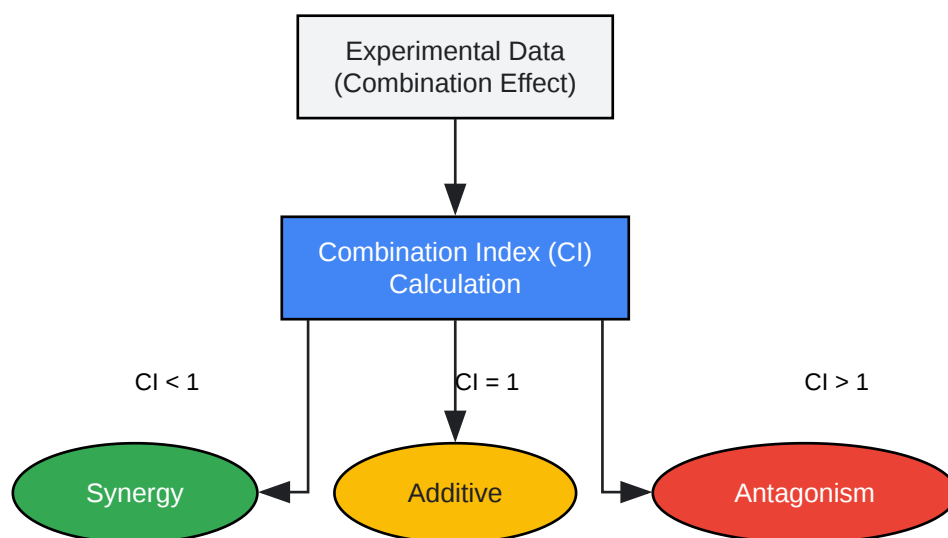 Experimental Data
(Combination Effect)
Combination Index (CI)
Calculation
CI < 1
CI = 1
CI > 1
Synergy
Additive
Antagonism